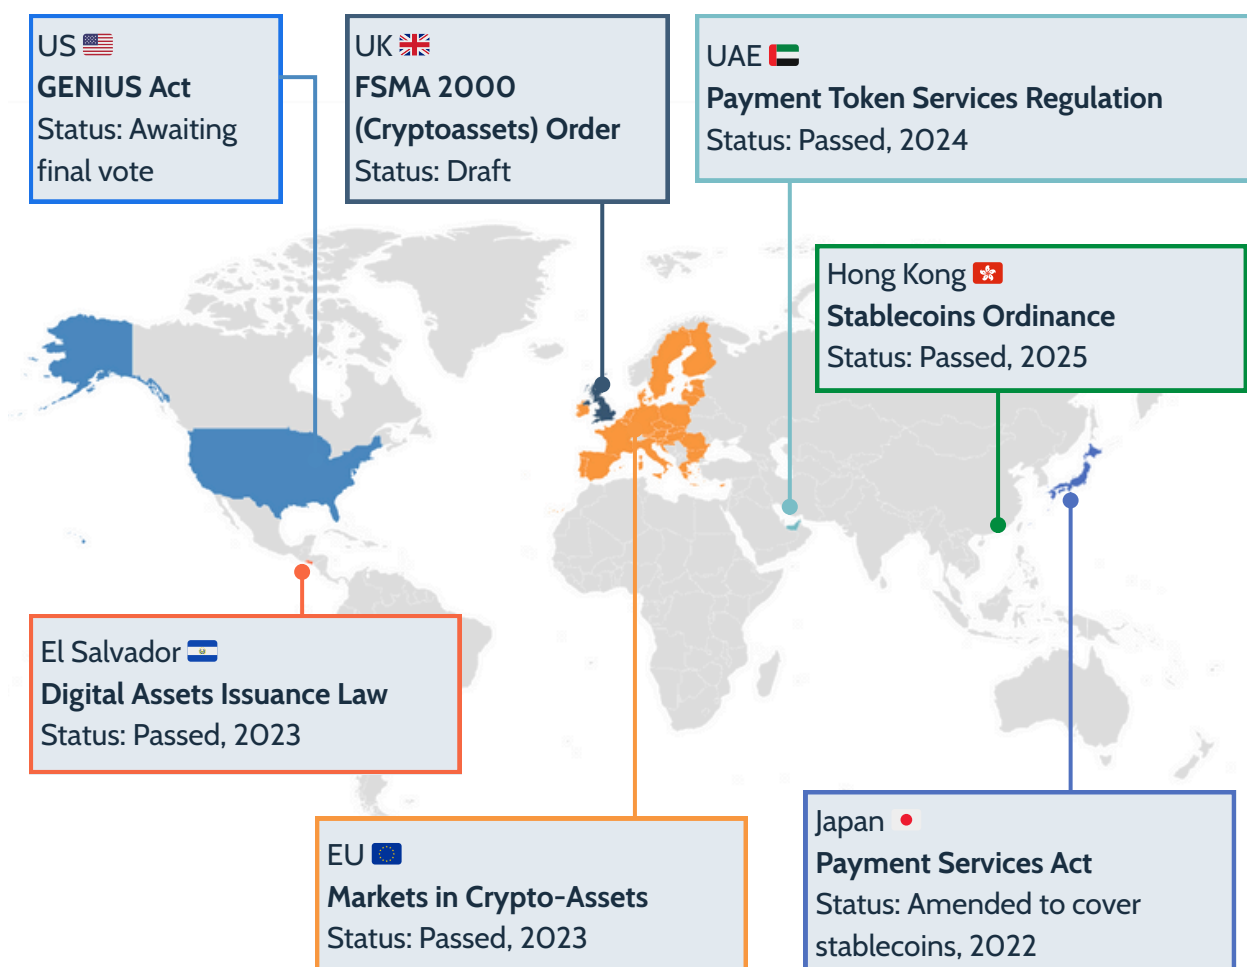 US
GENIUS Act
Status: Awaiting
final vote
UK
FSMA 2000
(Cryptoassets) Order
Status: Draft
UAE
Payment Token Services Regulation
Status: Passed, 2024
Hong Kong
Stablecoins Ordinance
Status: Passed, 2025
El Salvador
Digital Assets Issuance Law
Status: Passed, 2023
EU
Markets in Crypto-Assets
Status: Passed, 2023
Japan
Payment Services Act
Status: Amended to cover
stablecoins, 2022